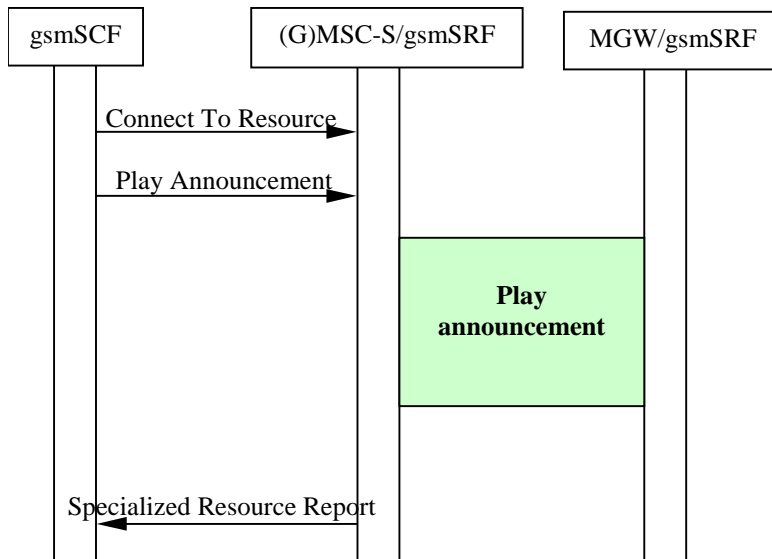 gsmSCF
(G)MSC-S/gsmSRF
MGW/gsmSRF
Connect To Resource
Play Announcement
Play
announcement
Specialized Resource Report